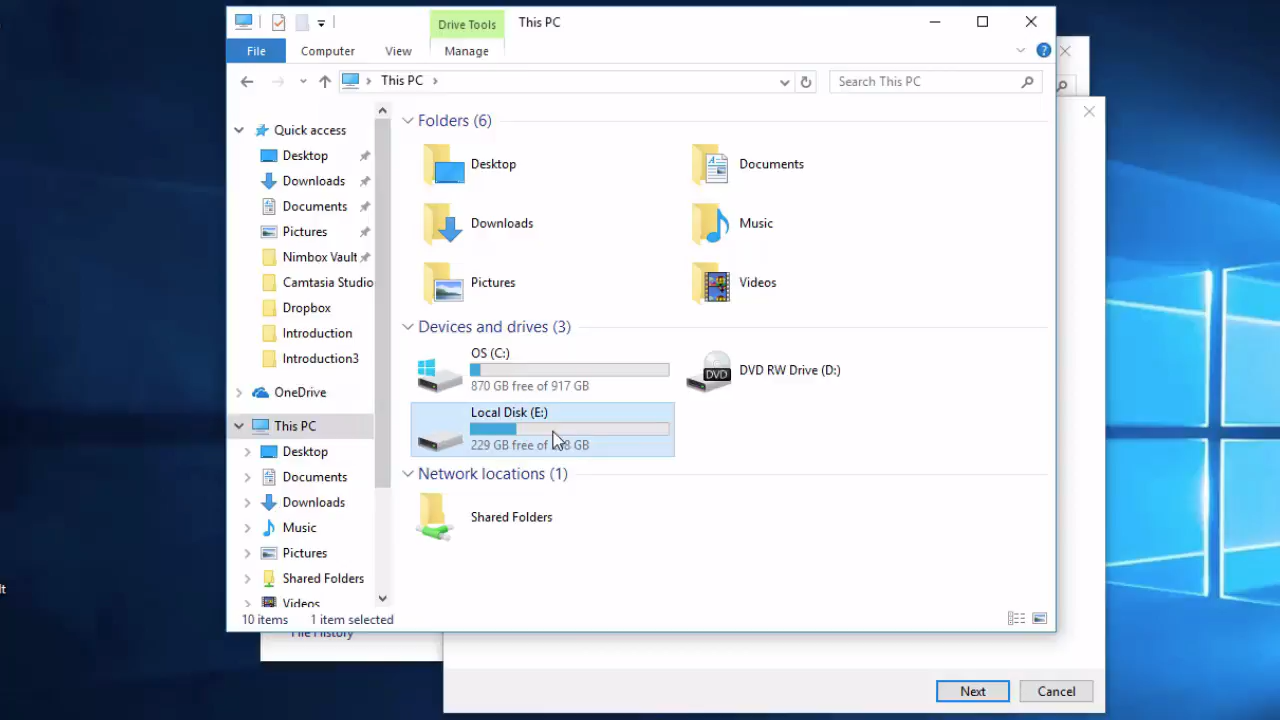 Drive Tools
This PC
File
Computer
View
Manage
This PC
Search This PC
Quick access
Desktop
Downloads
Documents
Pictures
Nimbox Vault
Camtasia Studio
Dropbox
Introduction
Introduction3
OneDrive
This PC
Desktop
Documents
Downloads
Music
Pictures
Shared Folders
Videos
Folders (6)
Desktop
Documents
Downloads
Music
Pictures
Videos
Devices and drives (3)
OS (C:)
870 GB free of 917 GB
DVD
DVD RW Drive (D:)
Local Disk (E:)
229 GB free of 8 GB
Network locations (1)
Shared Folders
10 items
1 item selected
File History
lt
Next
Cancel